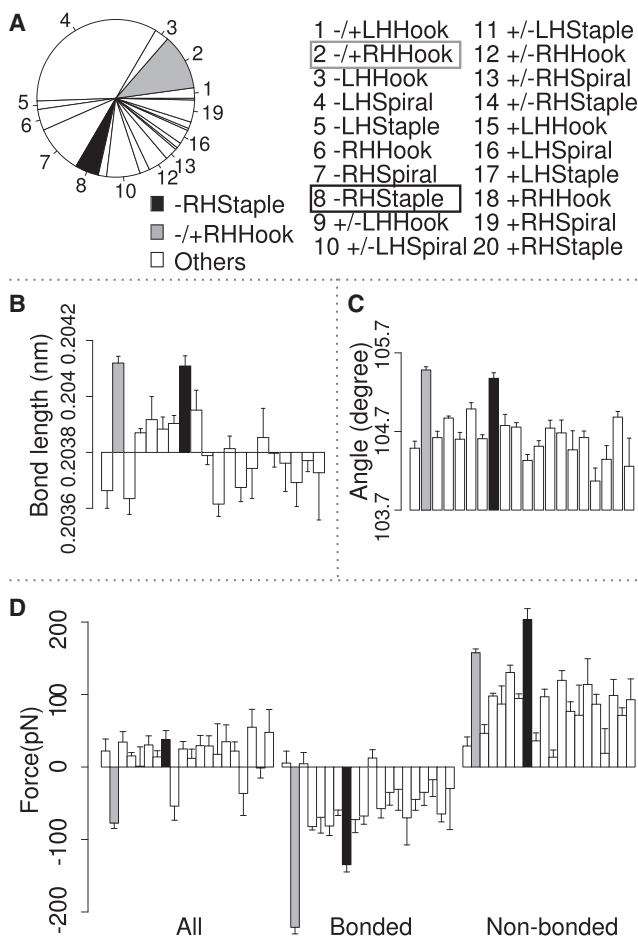 A
4
3
2
1
19
16
13
12
10
8
7
6
5
-RHStaple
-/+RHHook
Others
1 -/+LHHook
2 -/+RHHook
3 -LHHook
4 -LHSpiral
5 -LHStaple
6 -RHHook
7 -RHSpiral
8 -RHStaple
9 +/-LHHook
10 +/-LHSpiral
11 +/-LHStaple
12 +/-RHHook
13 +/-RHSpiral
14 +/-RHStaple
15 +LHHook
16 +LHSpiral
17 +LHStaple
18 +RHHook
19 +RHSpiral
20 +RHStaple
B
Bond length (nm)
0.2036 0.2038 0.204 0.2042
C
Angle (degree)
103.7 104.7 105.7
D
Force(pN)
200
100
0
-100
-200
All Bonded Non-bonded